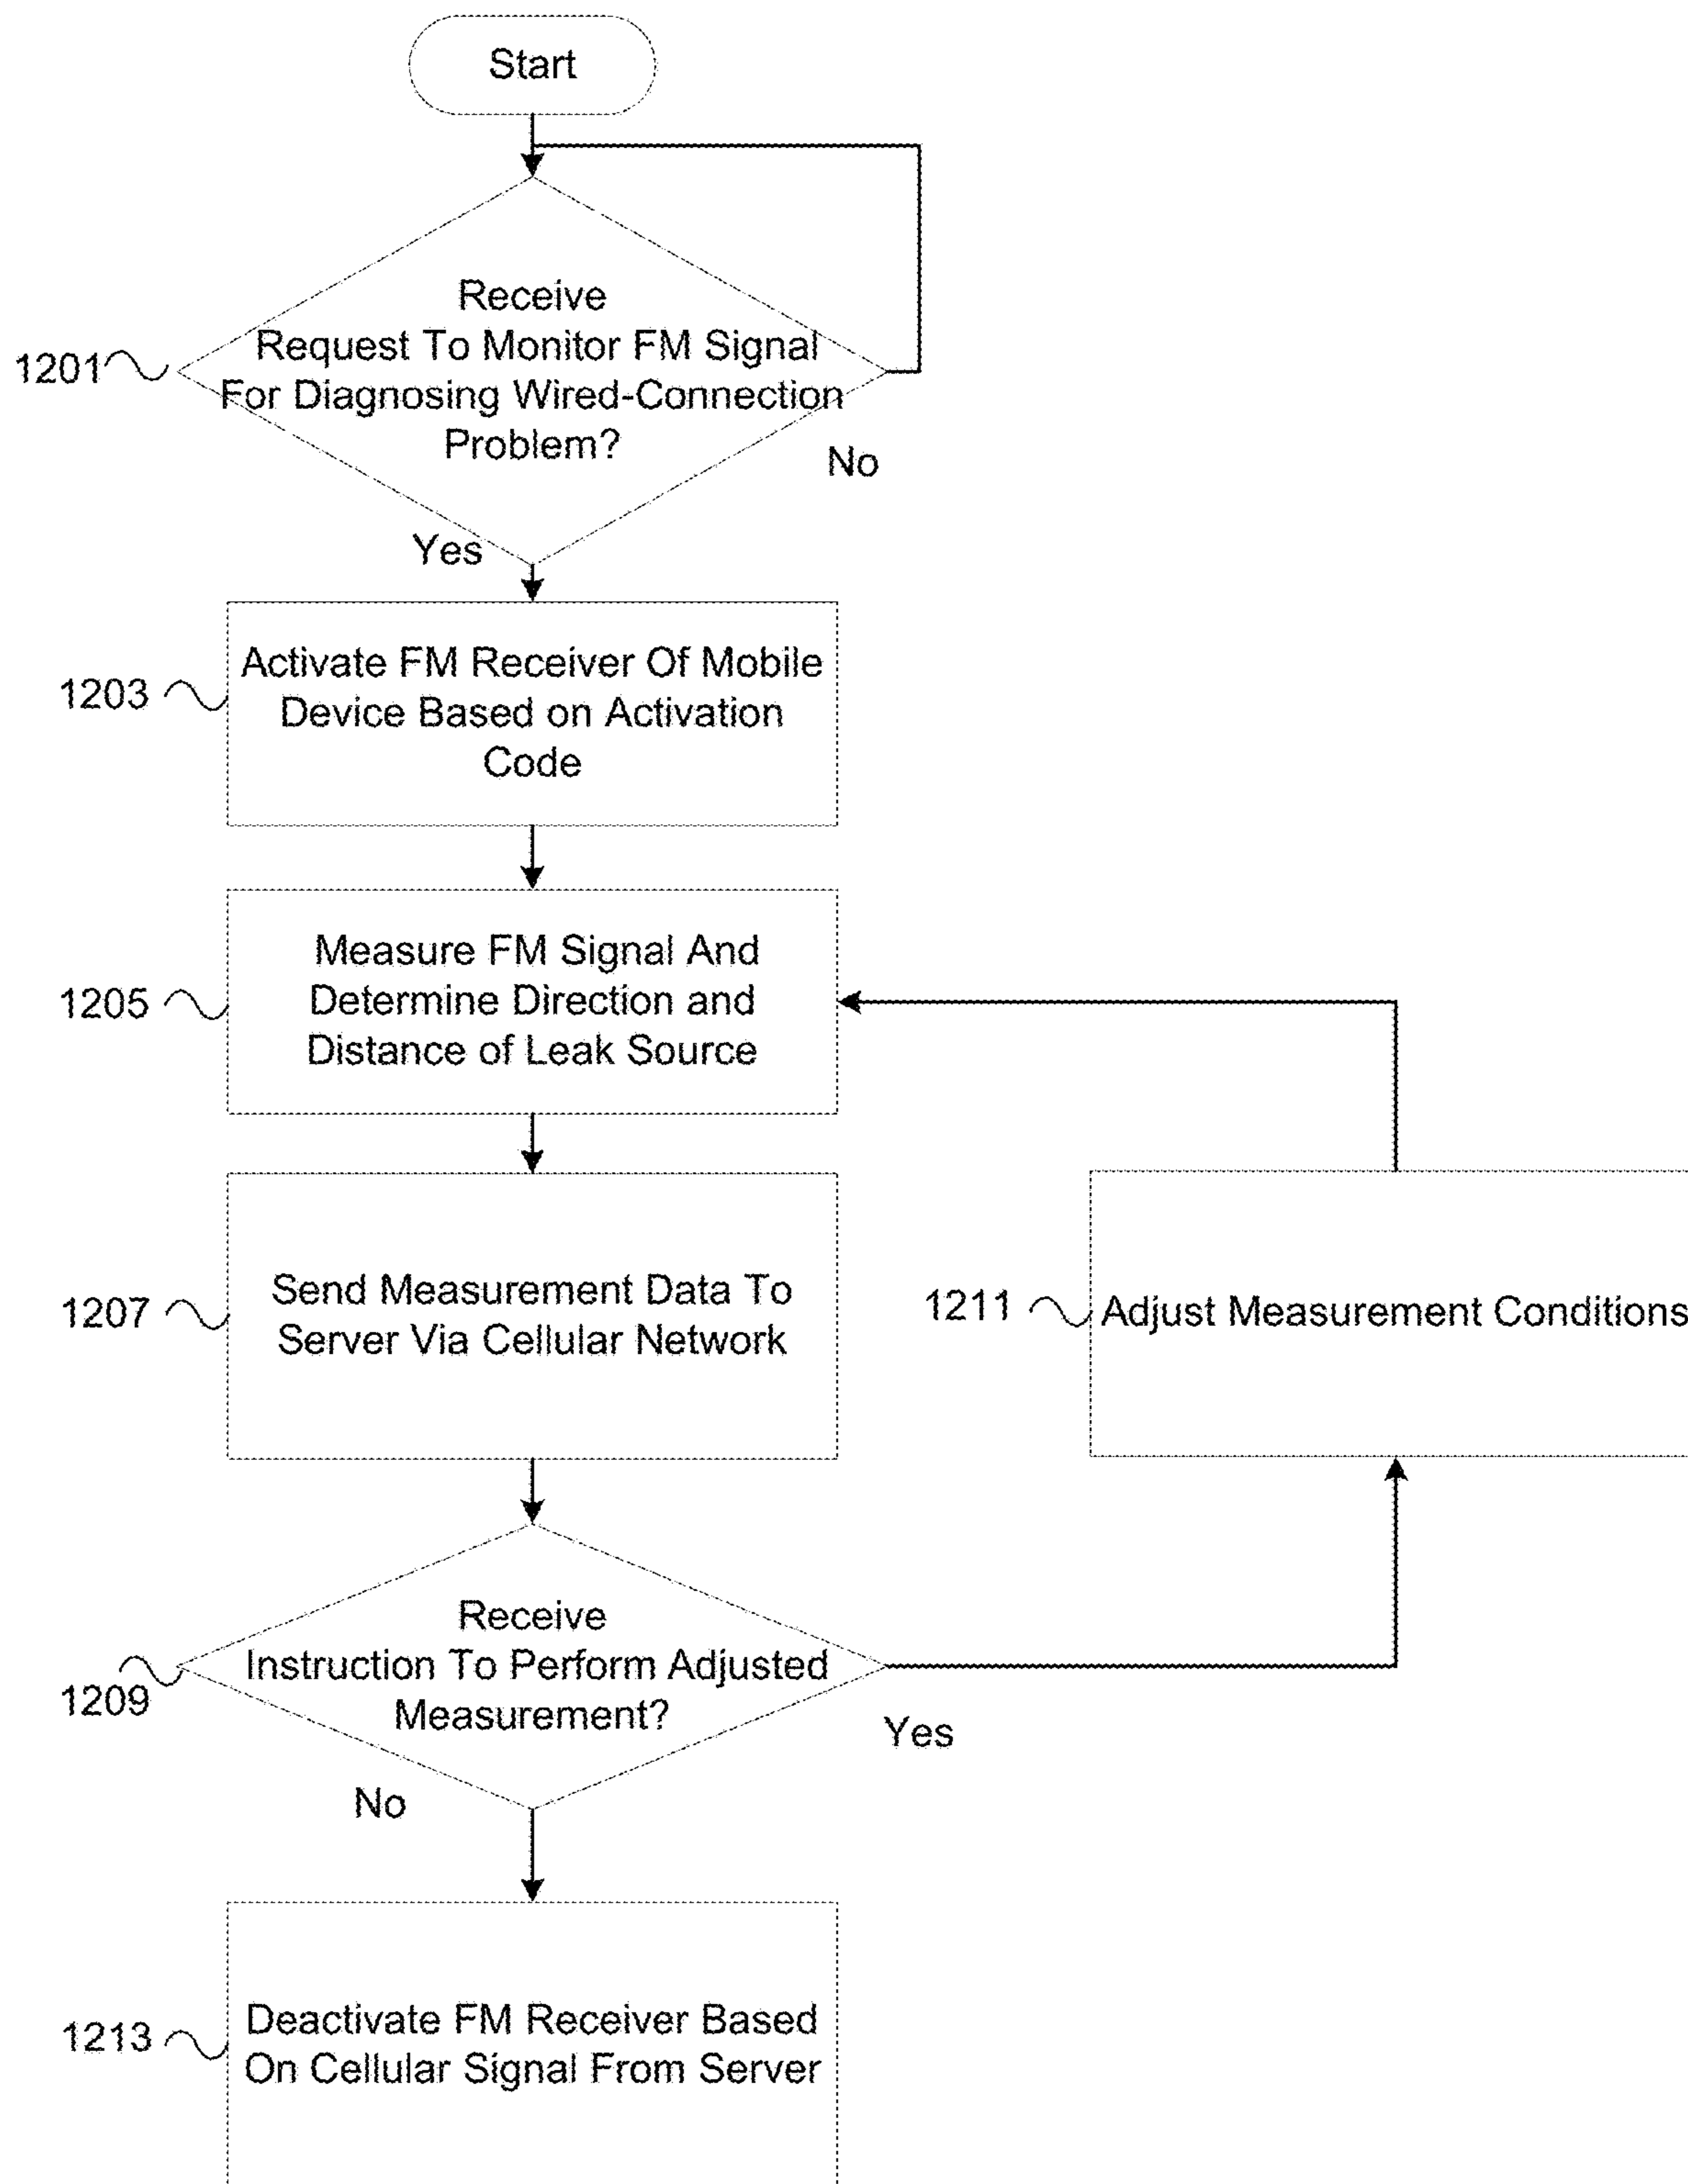 Start
Receive
Request To Monitor FM Signal
For Diagnosing Wired-Connection
Problem?
1201
No
Yes
Activate FM Receiver Of Mobile
Device Based on Activation
Code
1203
Measure FM Signal And
Determine Direction and
Distance of Leak Source
1205
Send Measurement Data To
Server Via Cellular Network
1207
1211
Adjust Measurement Conditions
Receive
Instruction To Perform Adjusted
Measurement?
1209
Yes
No
Deactivate FM Receiver Based
On Cellular Signal From Server
1213